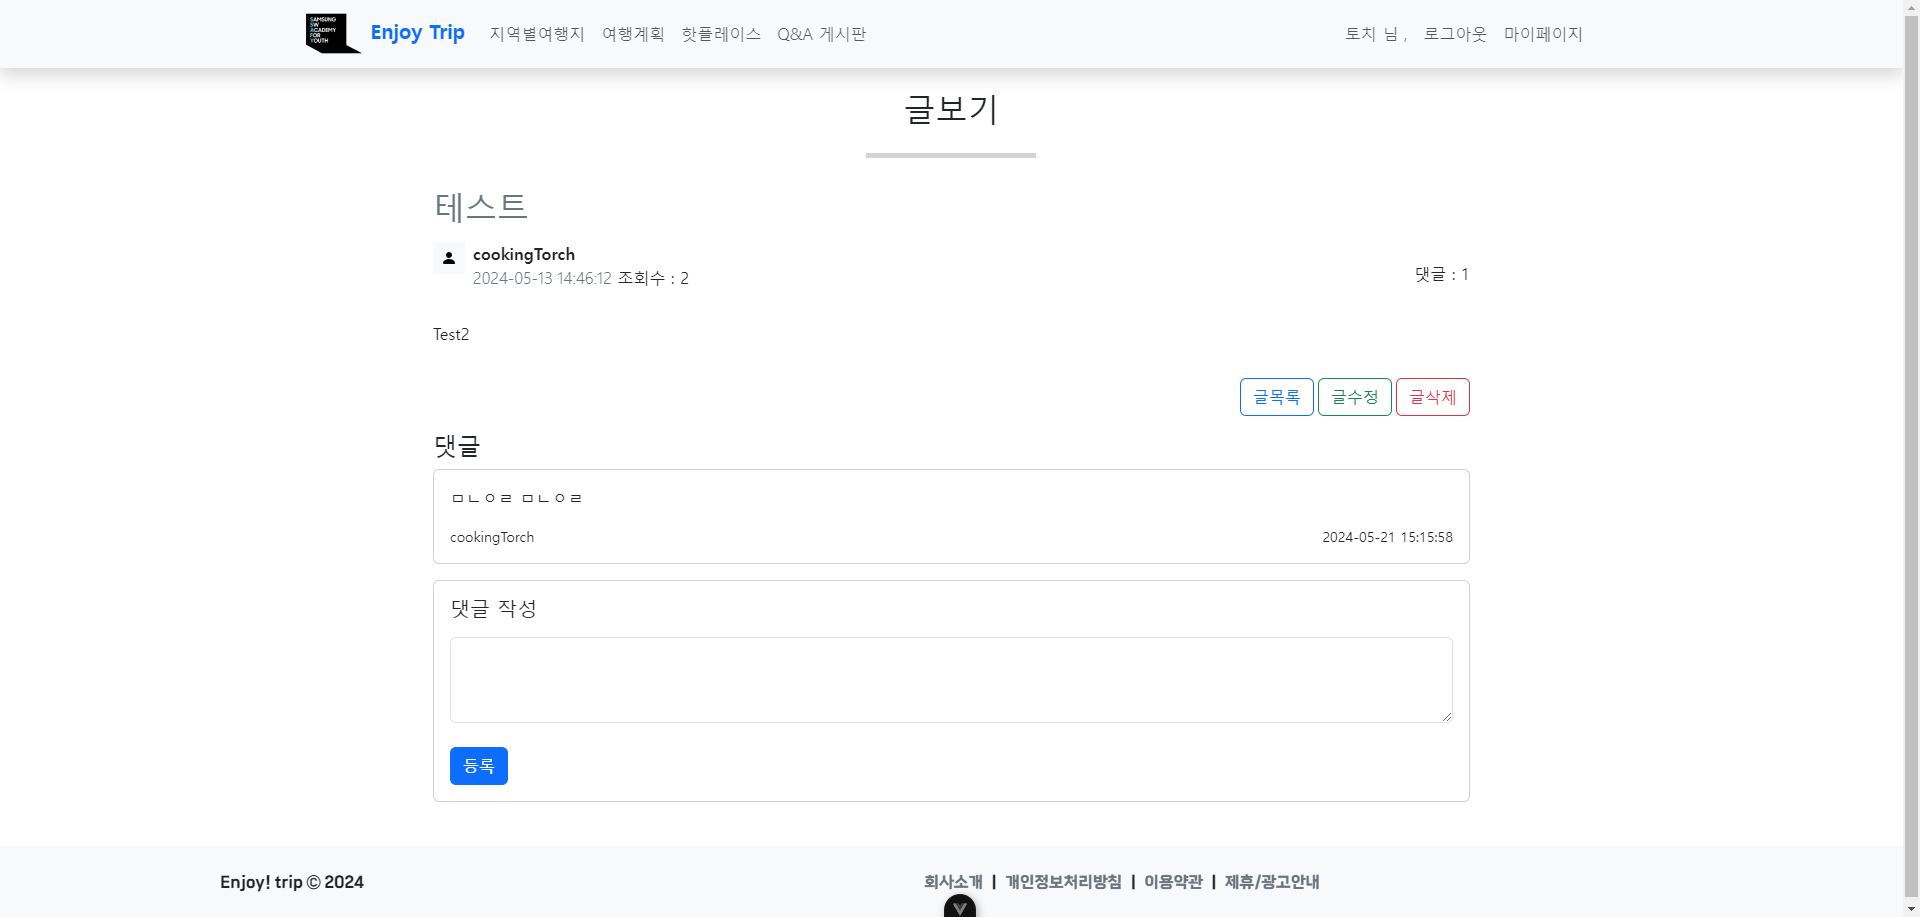 SAMSUNG
SW
ACADEMY
FOR
YOUTH
Enjoy Trip 지역별여행지 여행계획 핫플레이스 Q&A 게시판 토치 님 , 로그아웃 마이페이지
글보기
테스트
cookingTorch
2024-05-13 14:46:12 조회수 : 2 댓글 : 1
Test2
글목록 글수정 글삭제
댓글
ㅁㄴㅇㄹ ㅁㄴㅇㄹ
cookingTorch 2024-05-21 15:15:58
댓글 작성
등록
Enjoy! trip © 2024 회사소개 | 개인정보처리방침 | 이용약관 | 제휴/광고안내